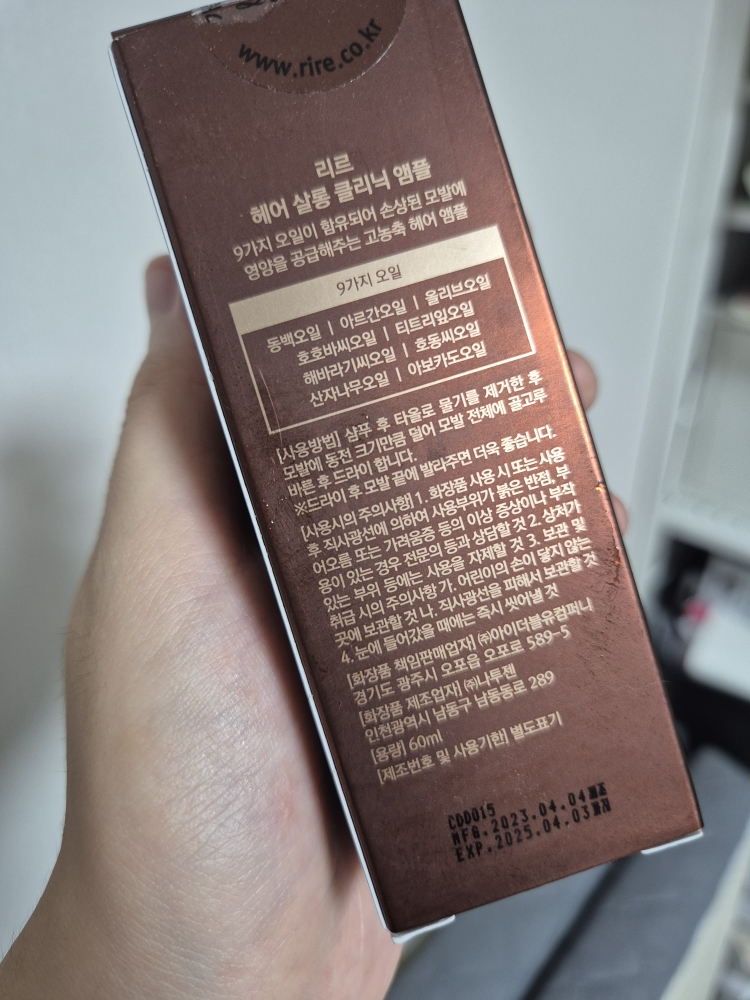 www.rire.co.kr
리르
헤어 살롱 클리닉 앰플
9가지 오일이 함유되어 손상된 모발에
영양을 공급해주는 고농축 헤어 앰플
9가지 오일
동백오일 | 아르간오일 | 올리브오일
호호바씨오일 | 티트리잎오일
해바라기씨오일 | 호동씨오일
산자나무오일 | 아보카도오일
[사용방법] 샴푸 후 타올로 물기를 제거한 후
모발에 동전 크기만큼 덜어 모발 전체에 골고루
바른 후 드라이 합니다.
※드라이 후 모발 끝에 발라주면 더욱 좋습니다.
[사용시의 주의사항] 1. 화장품 사용 시 또는 사용
후 직사광선에 의하여 사용부위가 붉은 반점, 부
어오름 또는 가려움증 등의 이상 증상이나 부작
용이 있는 경우 전문의 등과 상담할 것 2. 상처가
있는 부위 등에는 사용을 자제할 것 3. 보관 및
취급 시의 주의사항 가. 어린이의 손이 닿지 않는
곳에 보관할 것 나. 직사광선을 피해서 보관할 것
4. 눈에 들어갔을 때에는 즉시 씻어낼 것
[화장품 책임판매업자] ㈜아이더블유컴퍼니
경기도 광주시 오포읍 오포로 589-5
[화장품 제조업자] ㈜나투젠
인천광역시 남동구 남동동로 289
[용량] 60ml
[제조번호 및 사용기한] 별도표기
CDD015
MFG.2023.04.04제조
EXP.2025.04.03까지